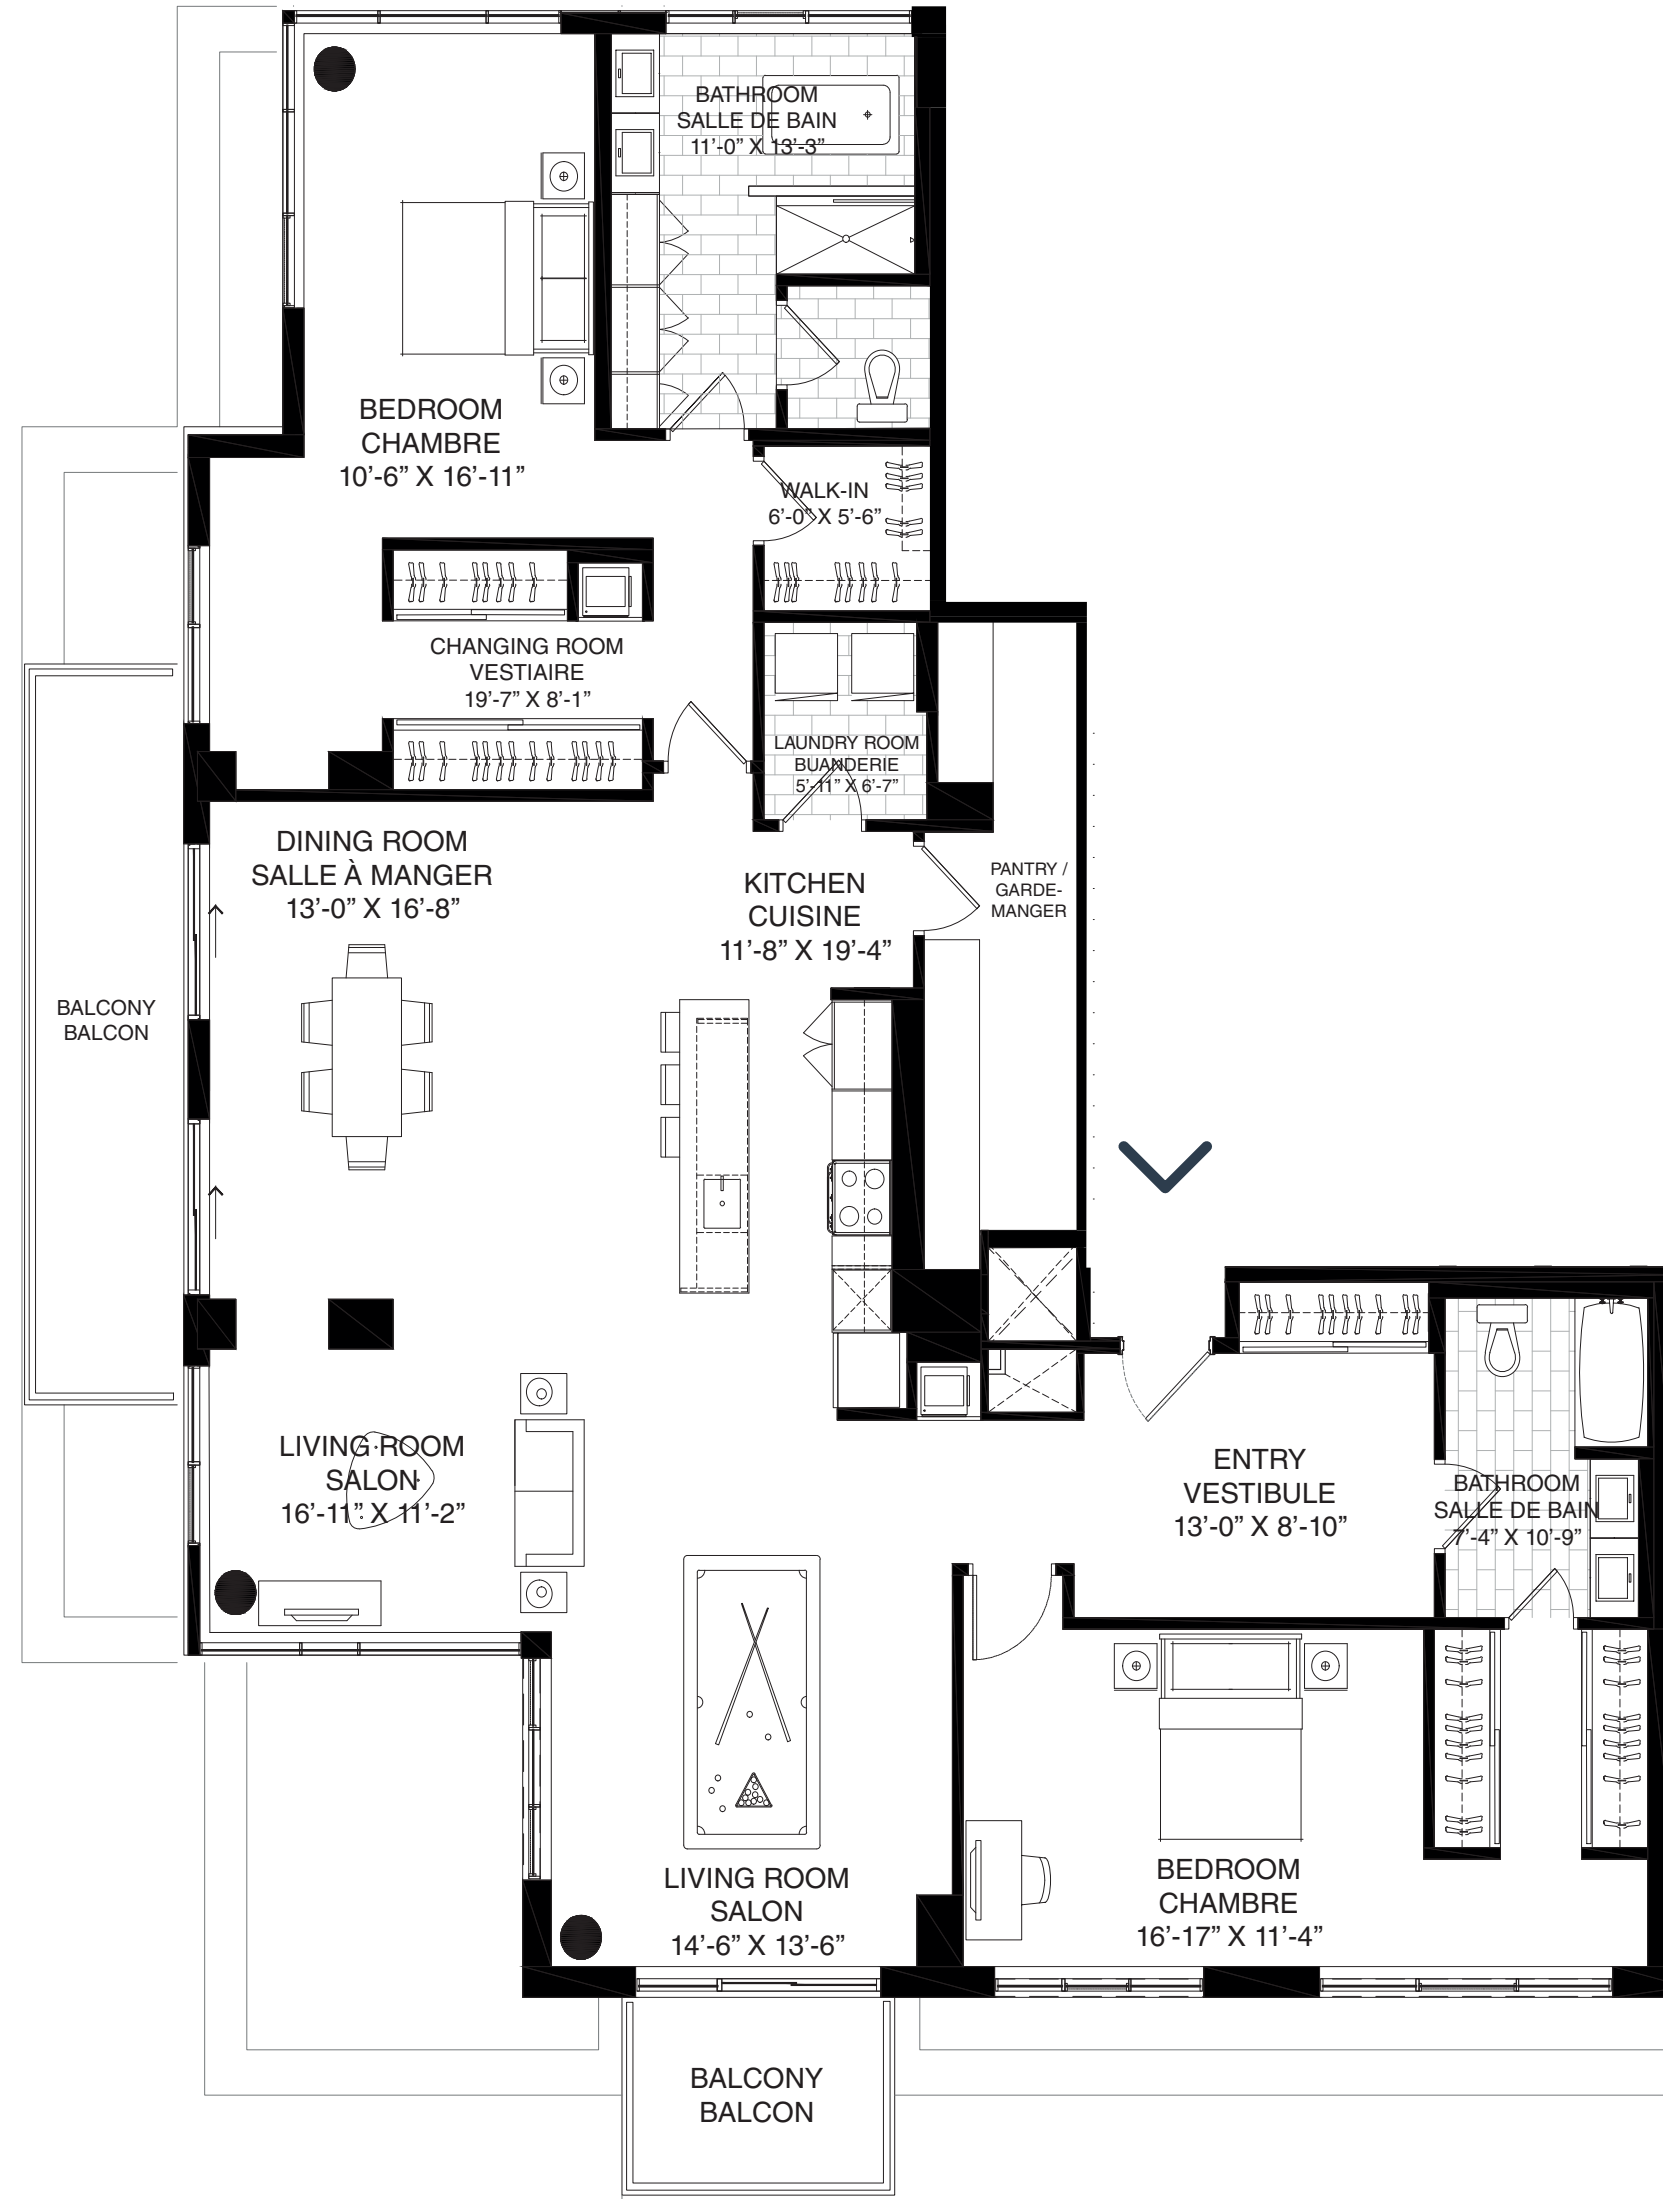 BATHROOM
SALLE DE BAIN
11’-0” X 13’-3”
BEDROOM
CHAMBRE
10’-6” X 16’-11”
WALK-IN
6’-0” X 5’-6”
CHANGING ROOM
VESTIAIRE
19’-7” X 8’-1”
LAUNDRY ROOM
BUANDERIE
5’-11” X 6’-7”
DINING ROOM
SALLE À MANGER
13’-0” X 16’-8”
KITCHEN
CUISINE
11’-8” X 19’-4”
PANTRY /
GARDE-
MANGER
BALCONY
BALCON
LIVING ROOM
SALON
16’-11” X 11’-2”
ENTRY
VESTIBULE
13’-0” X 8’-10”
BATHROOM
SALLE DE BAIN
7’-4” X 10’-9”
LIVING ROOM
SALON
14’-6” X 13’-6”
BEDROOM
CHAMBRE
16’-17” X 11’-4”
BALCONY
BALCON